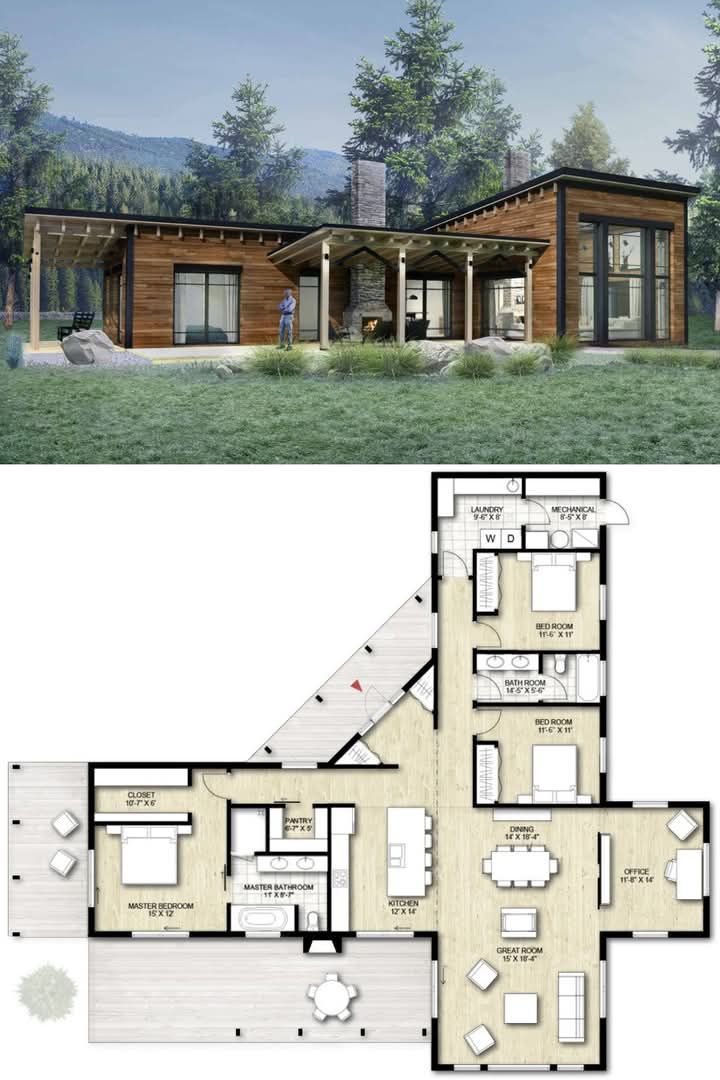 LAUNDRY
9'-6" X 8'
MECHANICAL
8'-5" X 8'
W D
BED ROOM
11'-6" X 11'
BATH ROOM
14'-5" X 5'-6"
BED ROOM
11'-6" X 11'
CLOSET
10'-7" X 6'
PANTRY
6'-7" X 5'
DINING
14' X 18'-4"
OFFICE
11'-8" X 14'
MASTER BATHROOM
11' X 8'-7"
MASTER BEDROOM
15' X 12'
KITCHEN
12' X 14'
GREAT ROOM
15' X 18'-4"